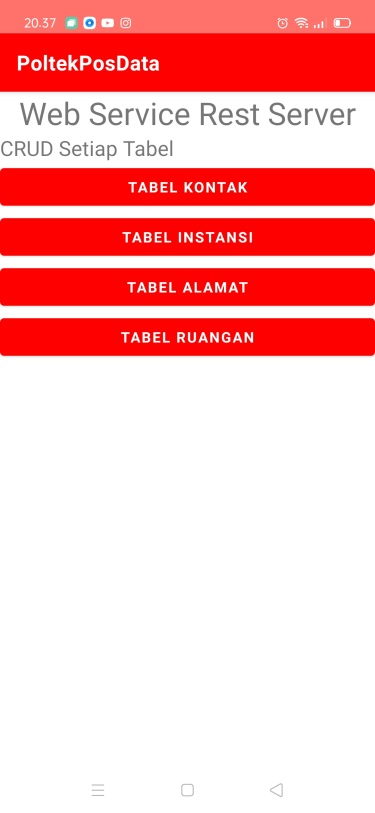 20.37
PoltekPosData
Web Service Rest Server
CRUD Setiap Tabel
TABEL KONTAK
TABEL INSTANSI
TABEL ALAMAT
TABEL RUANGAN